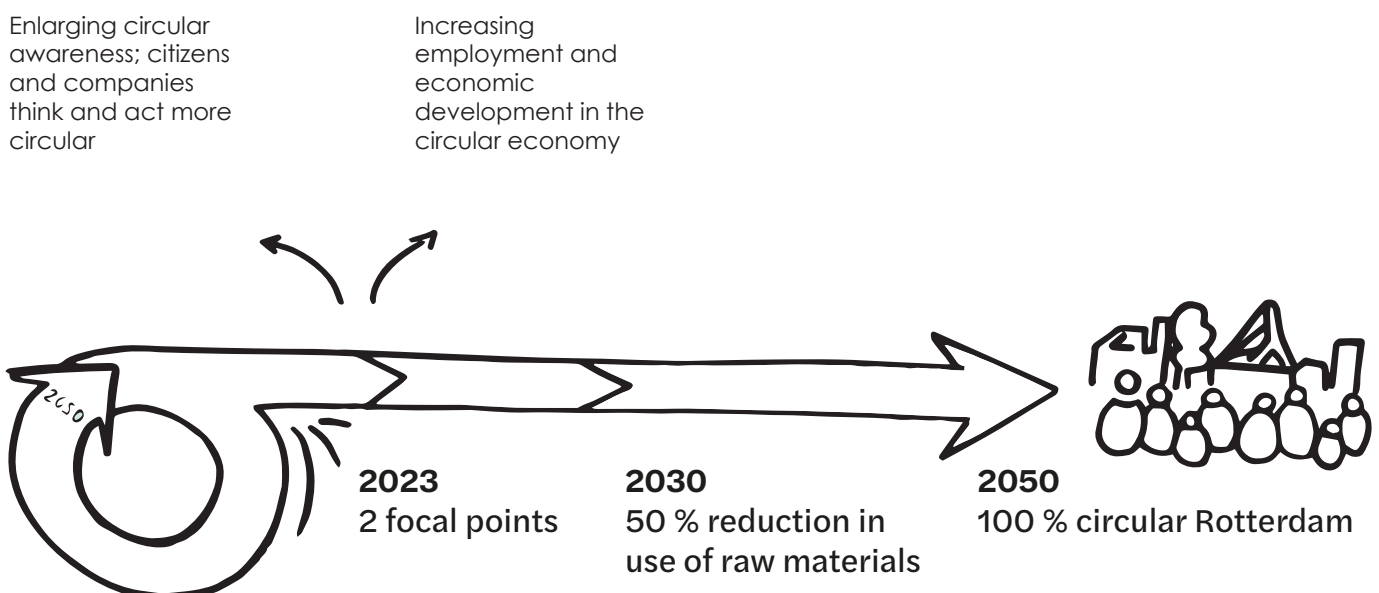 Enlarging circular
awareness; citizens
and companies
think and act more
circular
Increasing
employment and
economic
development in the
circular economy
2050
2023
2 focal points
2030
50 % reduction in
use of raw materials
2050
100 % circular Rotterdam